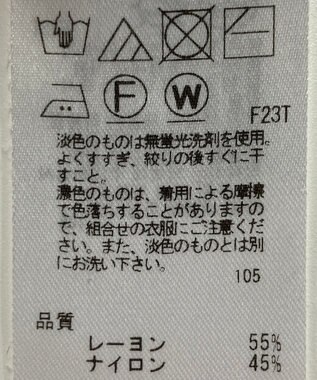 F W F23T
淡色のものは無蛍光洗剤を使用。
よくすすぎ、絞りの後すぐに干
すこと。
濃色のものは、着用による摩擦
で色落ちすることがありますの
で、組合せの衣服にご注意くだ
さい。また、淡色のものとは別
にお洗い下さい。
105
品質
レーヨン 55%
ナイロン 45%